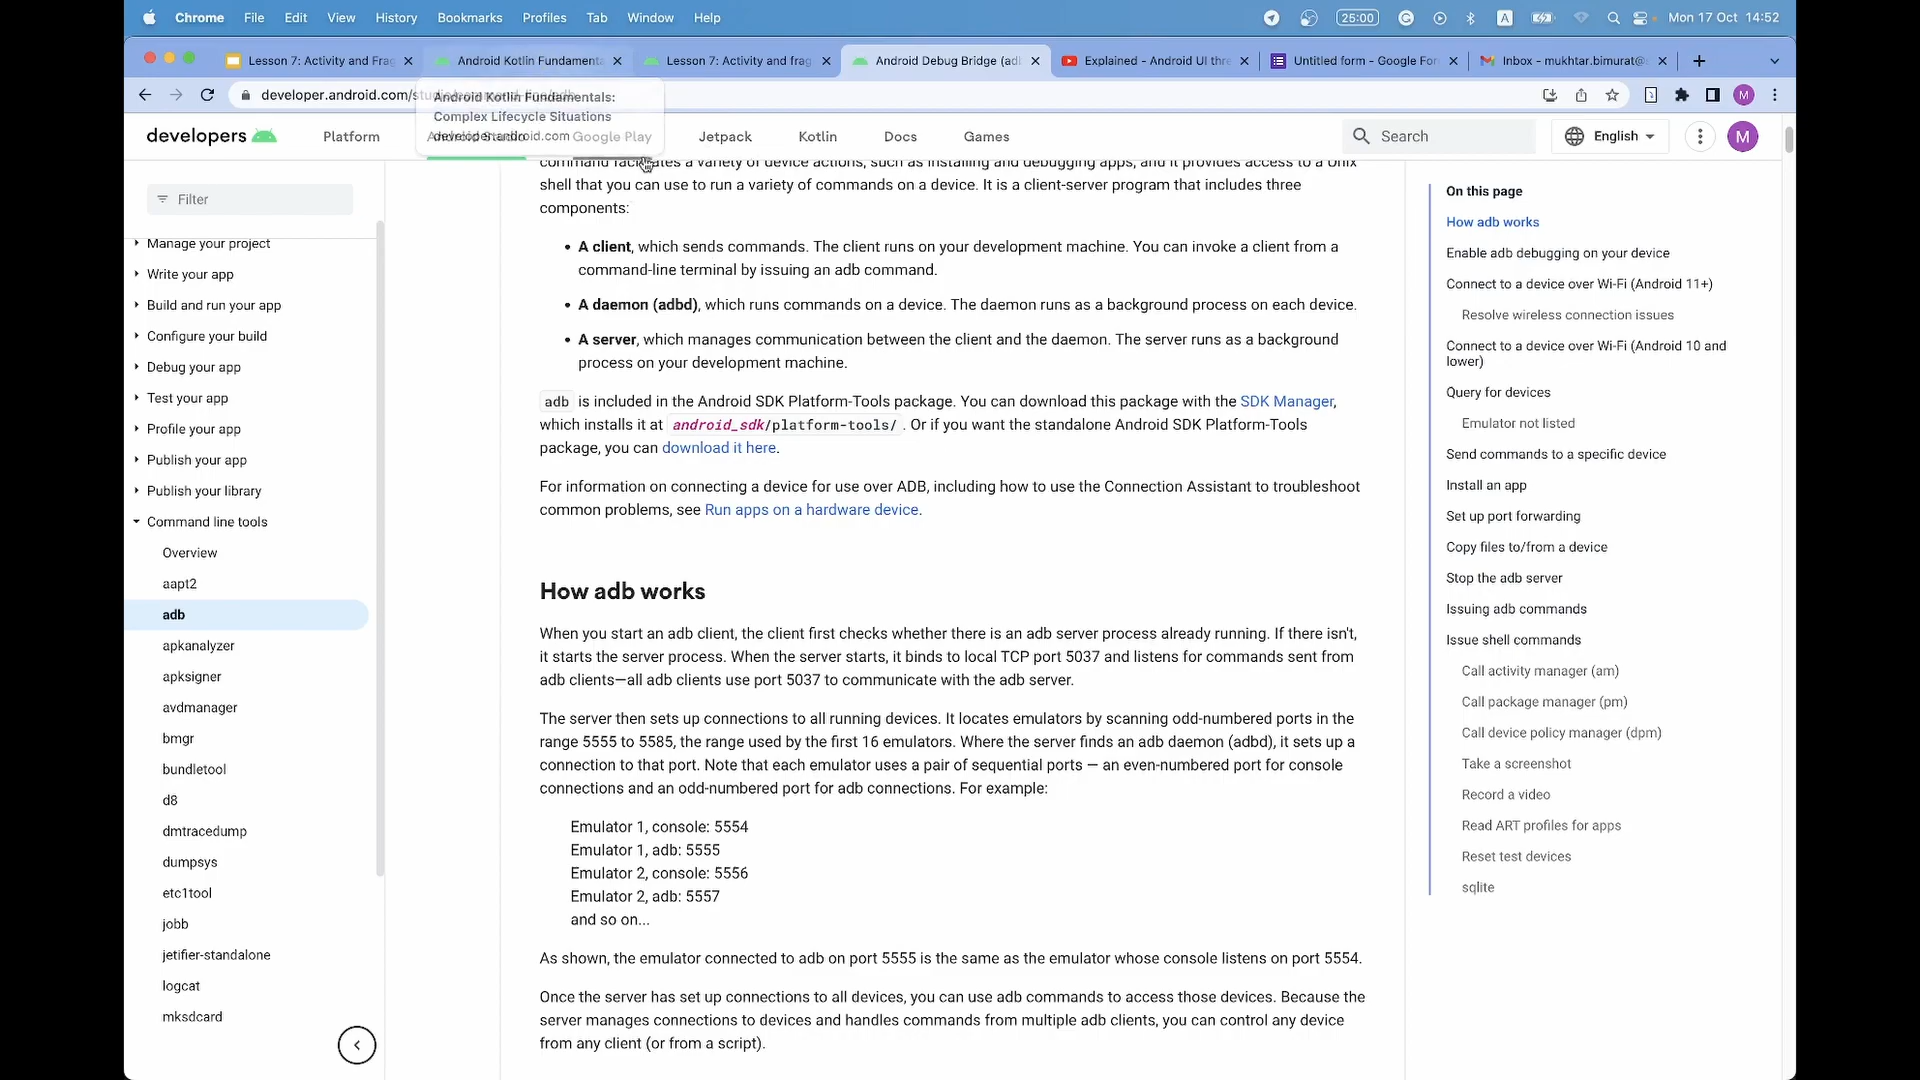 Chrome File Edit View History Bookmarks Profiles Tab Window Help 25:00 A Mon 17 Oct 14:52
Lesson 7: Activity and Frag Android Kotlin Fundamenta Lesson 7: Activity and frag Android Debug Bridge (ad Explained - Android UI thre Untitled form - Google For Inbox - mukhtar.bimurat@
developer.android.com/
Android Kotlin Fundamentals:
Complex Lifecycle Situations
developer.android.com
developers Platform Google Play Jetpack Kotlin Docs Games Search English M
Filter
Manage your project
Write your app
Build and run your app
Configure your build
Debug your app
Test your app
Profile your app
Publish your app
Publish your library
Command line tools
Overview
aapt2
adb
apkanalyzer
apksigner
avdmanager
bmgr
bundletool
d8
dmtracedump
dumpsys
etc1tool
jobb
jetifier-standalone
logcat
mksdcard
command facilitates a variety of device actions, such as installing and debugging apps, and it provides access to a Unix
shell that you can use to run a variety of commands on a device. It is a client-server program that includes three
components:
• A client, which sends commands. The client runs on your development machine. You can invoke a client from a
command-line terminal by issuing an adb command.
• A daemon (adbd), which runs commands on a device. The daemon runs as a background process on each device.
• A server, which manages communication between the client and the daemon. The server runs as a background
process on your development machine.
adb is included in the Android SDK Platform-Tools package. You can download this package with the SDK Manager,
which installs it at android_sdk/platform-tools/. Or if you want the standalone Android SDK Platform-Tools
package, you can download it here.
For information on connecting a device for use over ADB, including how to use the Connection Assistant to troubleshoot
common problems, see Run apps on a hardware device.
How adb works
When you start an adb client, the client first checks whether there is an adb server process already running. If there isn't,
it starts the server process. When the server starts, it binds to local TCP port 5037 and listens for commands sent from
adb clients—all adb clients use port 5037 to communicate with the adb server.
The server then sets up connections to all running devices. It locates emulators by scanning odd-numbered ports in the
range 5555 to 5585, the range used by the first 16 emulators. Where the server finds an adb daemon (adbd), it sets up a
connection to that port. Note that each emulator uses a pair of sequential ports — an even-numbered port for console
connections and an odd-numbered port for adb connections. For example:
Emulator 1, console: 5554
Emulator 1, adb: 5555
Emulator 2, console: 5556
Emulator 2, adb: 5557
and so on...
As shown, the emulator connected to adb on port 5555 is the same as the emulator whose console listens on port 5554.
Once the server has set up connections to all devices, you can use adb commands to access those devices. Because the
server manages connections to devices and handles commands from multiple adb clients, you can control any device
from any client (or from a script).
On this page
How adb works
Enable adb debugging on your device
Connect to a device over Wi-Fi (Android 11+)
Resolve wireless connection issues
Connect to a device over Wi-Fi (Android 10 and
lower)
Query for devices
Emulator not listed
Send commands to a specific device
Install an app
Set up port forwarding
Copy files to/from a device
Stop the adb server
Issuing adb commands
Issue shell commands
Call activity manager (am)
Call package manager (pm)
Call device policy manager (dpm)
Take a screenshot
Record a video
Read ART profiles for apps
Reset test devices
sqlite